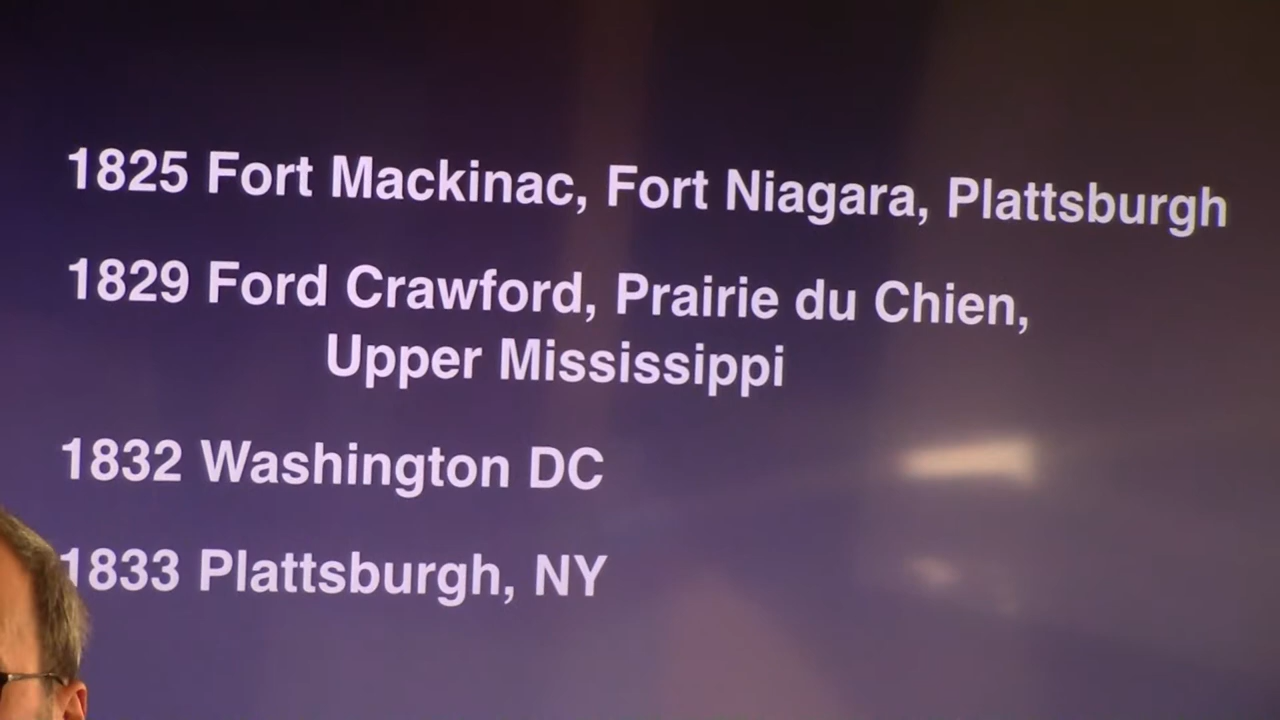 1825 Fort Mackinac, Fort Niagara, Plattsburgh
1829 Ford Crawford, Prairie du Chien,
Upper Mississippi
1832 Washington DC
1833 Plattsburgh, NY